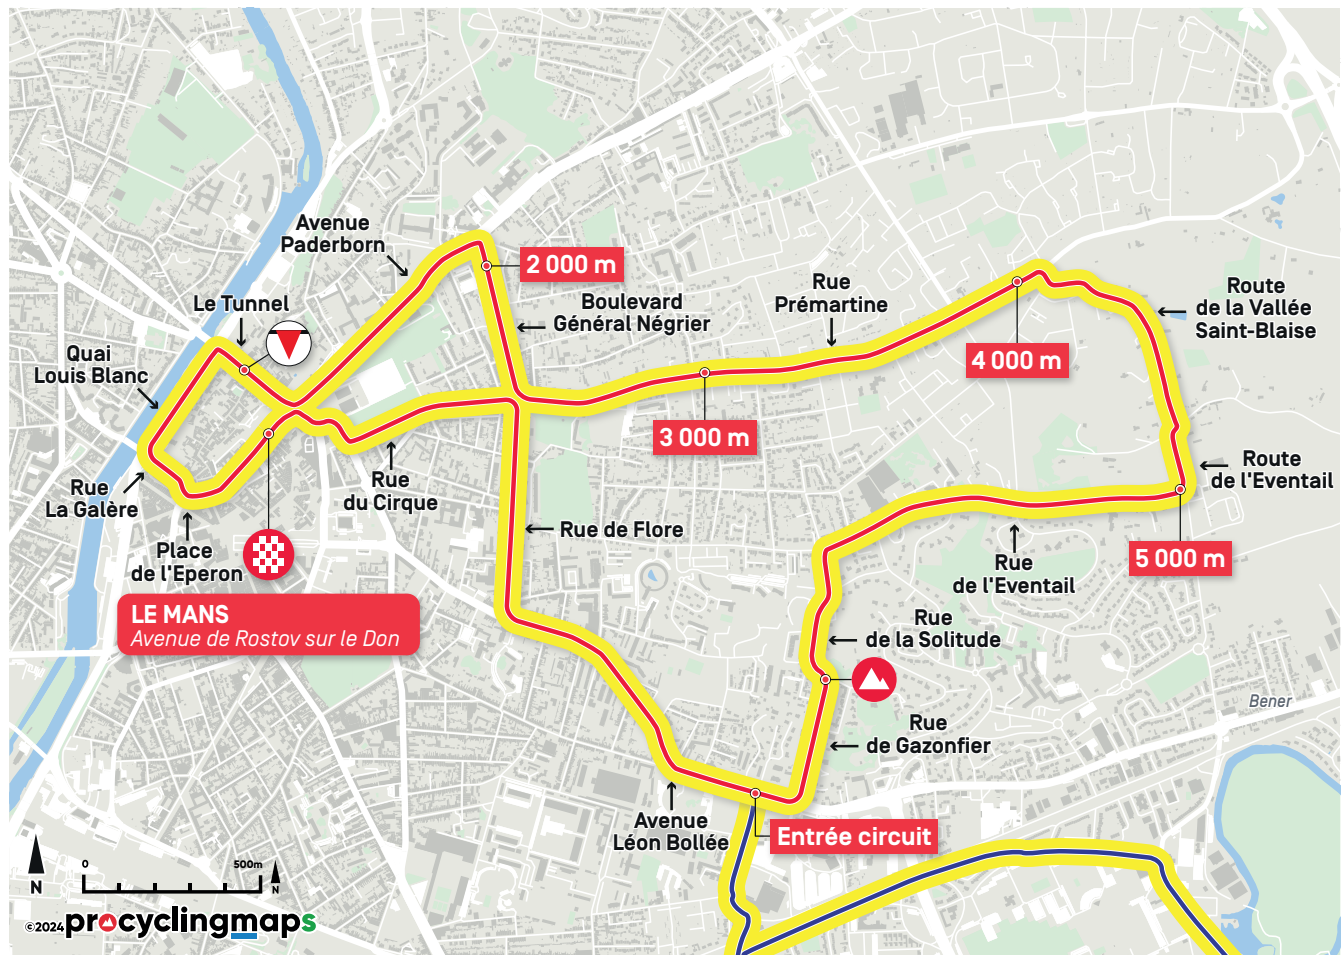 Avenue
Paderborn
2 000 m
Boulevard
Général Négrier
Rue
Prémartine
Route
de la Vallée
Saint-Blaise
Le Tunnel
Quai
Louis Blanc
4 000 m
3 000 m
Rue
La Galère
Rue
du Cirque
Route
de l'Eventail
Place
de l'Eperon
Rue de Flore
5 000 m
Rue
de l'Eventail
LE MANS
Avenue de Rostov sur le Don
Rue
de la Solitude
Bener
Rue
de Gazonfier
Avenue
Léon Bollée
Entrée circuit
0 500m
N N
©2024 procyclingmaps